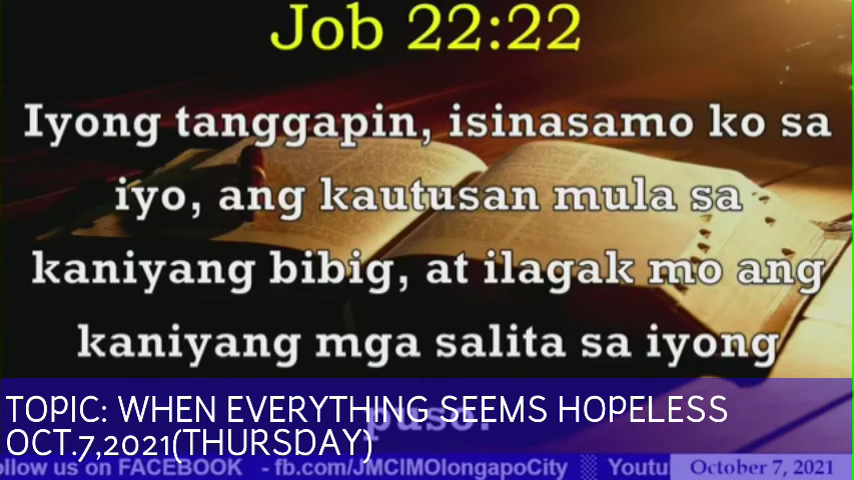 Job 22:22
Iyong tanggapin, isinasamo ko sa
iyo, ang kautusan mula sa
kaniyang bibig, at ilagak mo ang
kaniyang mga salita sa iyong
puso.
TOPIC: WHEN EVERYTHING SEEMS HOPELESS
OCT.7,2021(THURSDAY)
ollow us on FACEBOOK - fb.com/JMCIMOlongapoCity Youtu
October 7, 2021